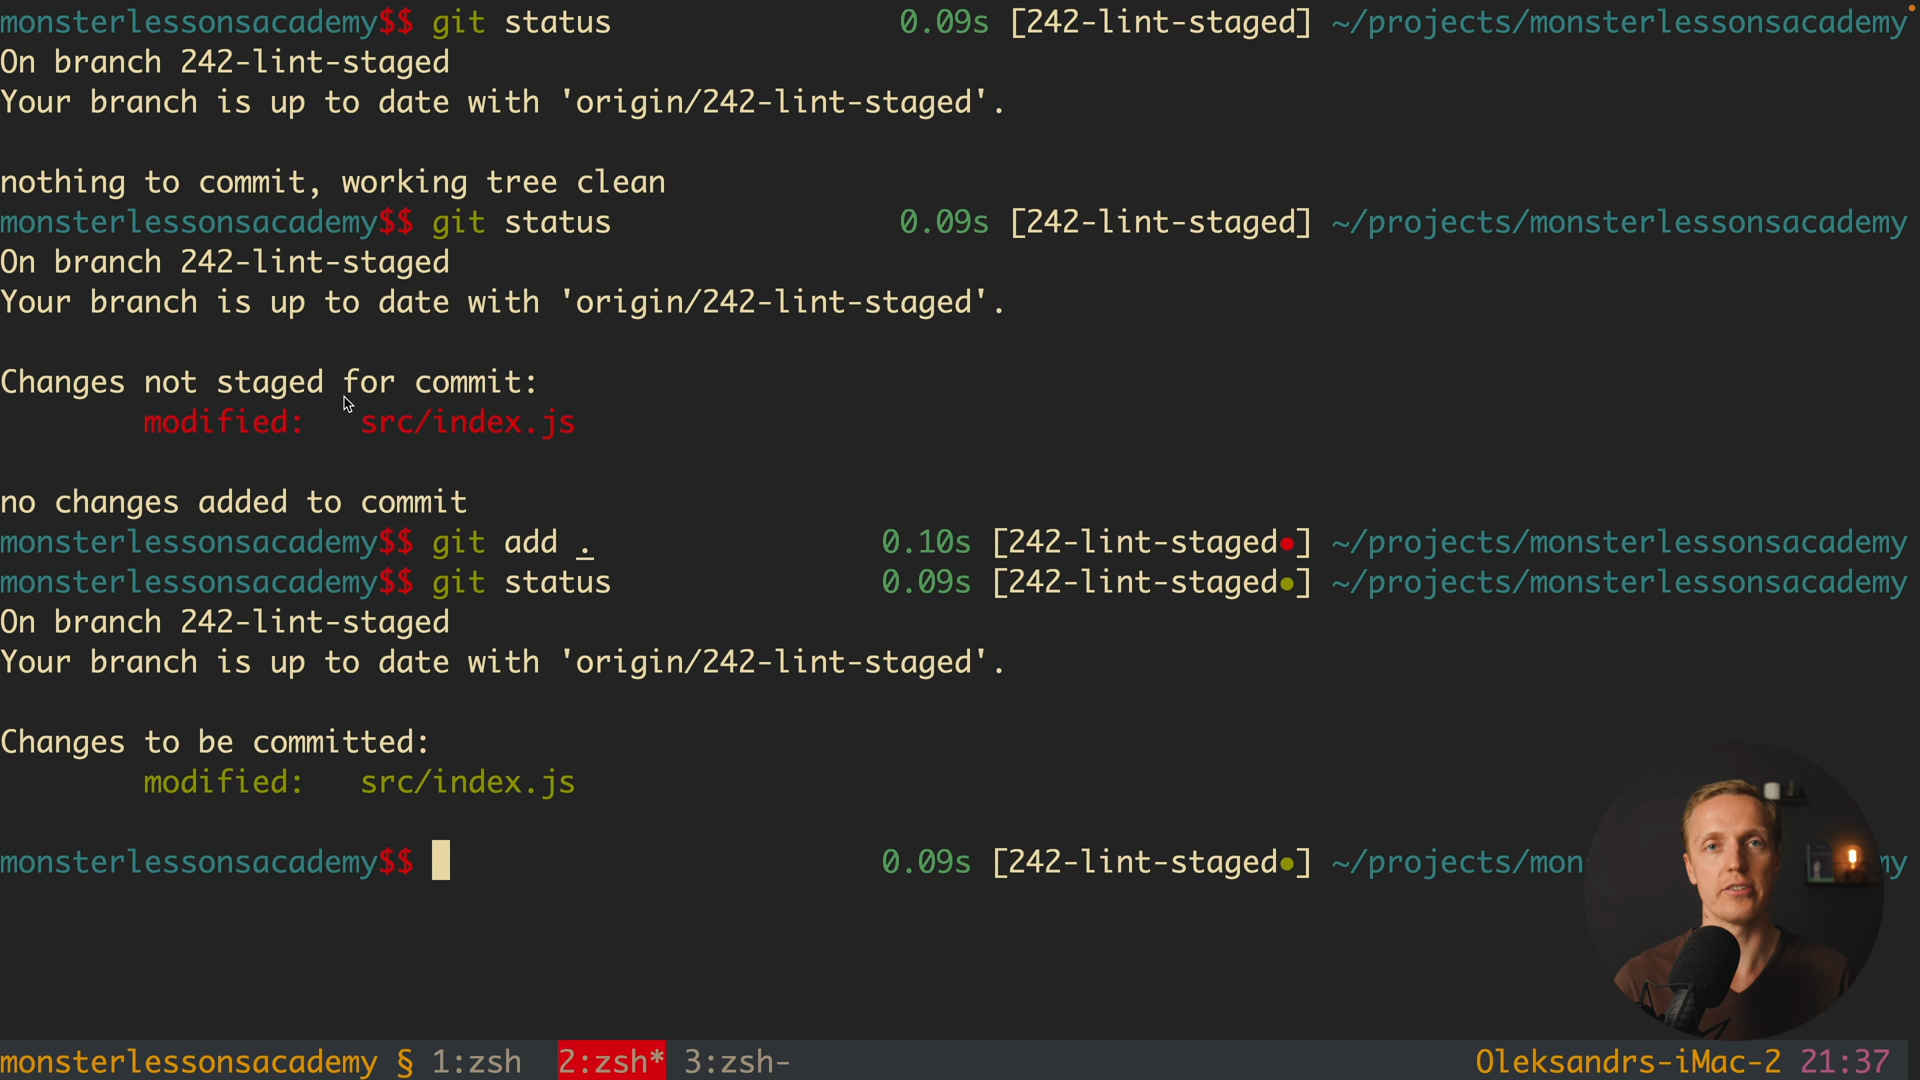 monsterlessonsacademy$$ git status 0.09s [242-lint-staged] ~/projects/monsterlessonsacademy
On branch 242-lint-staged
Your branch is up to date with 'origin/242-lint-staged'.
nothing to commit, working tree clean
monsterlessonsacademy$$ git status 0.09s [242-lint-staged] ~/projects/monsterlessonsacademy
On branch 242-lint-staged
Your branch is up to date with 'origin/242-lint-staged'.
Changes not staged for commit:
modified: src/index.js
no changes added to commit
monsterlessonsacademy$$ git add . 0.10s [242-lint-staged●] ~/projects/monsterlessonsacademy
monsterlessonsacademy$$ git status 0.09s [242-lint-staged●] ~/projects/monsterlessonsacademy
On branch 242-lint-staged
Your branch is up to date with 'origin/242-lint-staged'.
Changes to be committed:
modified: src/index.js
monsterlessonsacademy$$ 0.09s [242-lint-staged●] ~/projects/mon my
monsterlessonsacademy § 1:zsh 2:zsh* 3:zsh- Oleksandrs-iMac-2 21:37